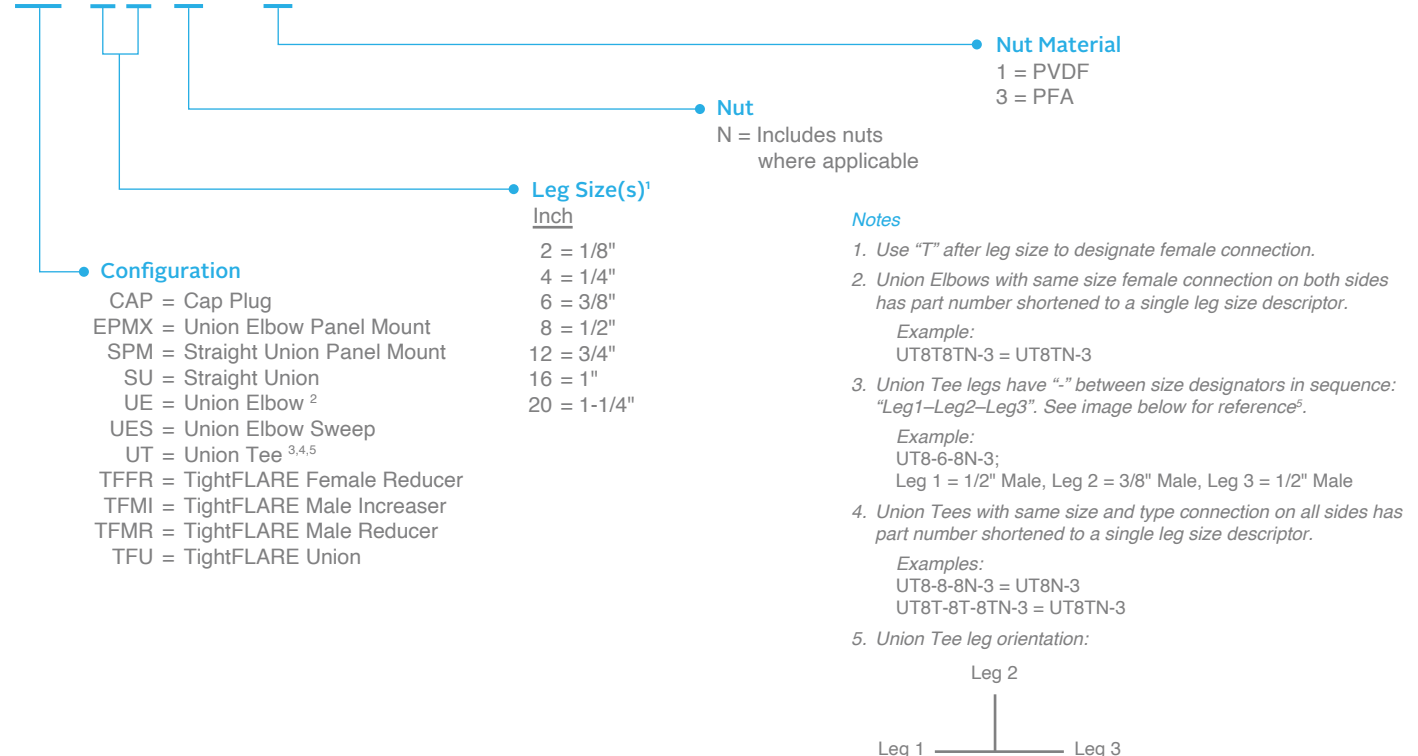 Nut Material
1 = PVDF
3 = PFA
Nut
N = Includes nuts
where applicable
Leg Size(s)¹
Inch
2 = 1/8"
4 = 1/4"
6 = 3/8"
8 = 1/2"
12 = 3/4"
16 = 1"
20 = 1-1/4"
Configuration
CAP = Cap Plug
EPMX = Union Elbow Panel Mount
SPM = Straight Union Panel Mount
SU = Straight Union
UE = Union Elbow ²
UES = Union Elbow Sweep
UT = Union Tee ³,⁴,⁵
TFFR = TightFLARE Female Reducer
TFMI = TightFLARE Male Increaser
TFMR = TightFLARE Male Reducer
TFU = TightFLARE Union
Notes
1. Use “T” after leg size to designate female connection.
2. Union Elbows with same size female connection on both sides
has part number shortened to a single leg size descriptor.
Example:
UT8T8TN-3 = UT8TN-3
3. Union Tee legs have “-” between size designators in sequence:
“Leg1–Leg2–Leg3”. See image below for reference⁵.
Example:
UT8-6-8N-3;
Leg 1 = 1/2" Male, Leg 2 = 3/8" Male, Leg 3 = 1/2" Male
4. Union Tees with same size and type connection on all sides has
part number shortened to a single leg size descriptor.
Examples:
UT8-8-8N-3 = UT8N-3
UT8T-8T-8TN-3 = UT8TN-3
5. Union Tee leg orientation:
Leg 2
Leg 1
Leg 3